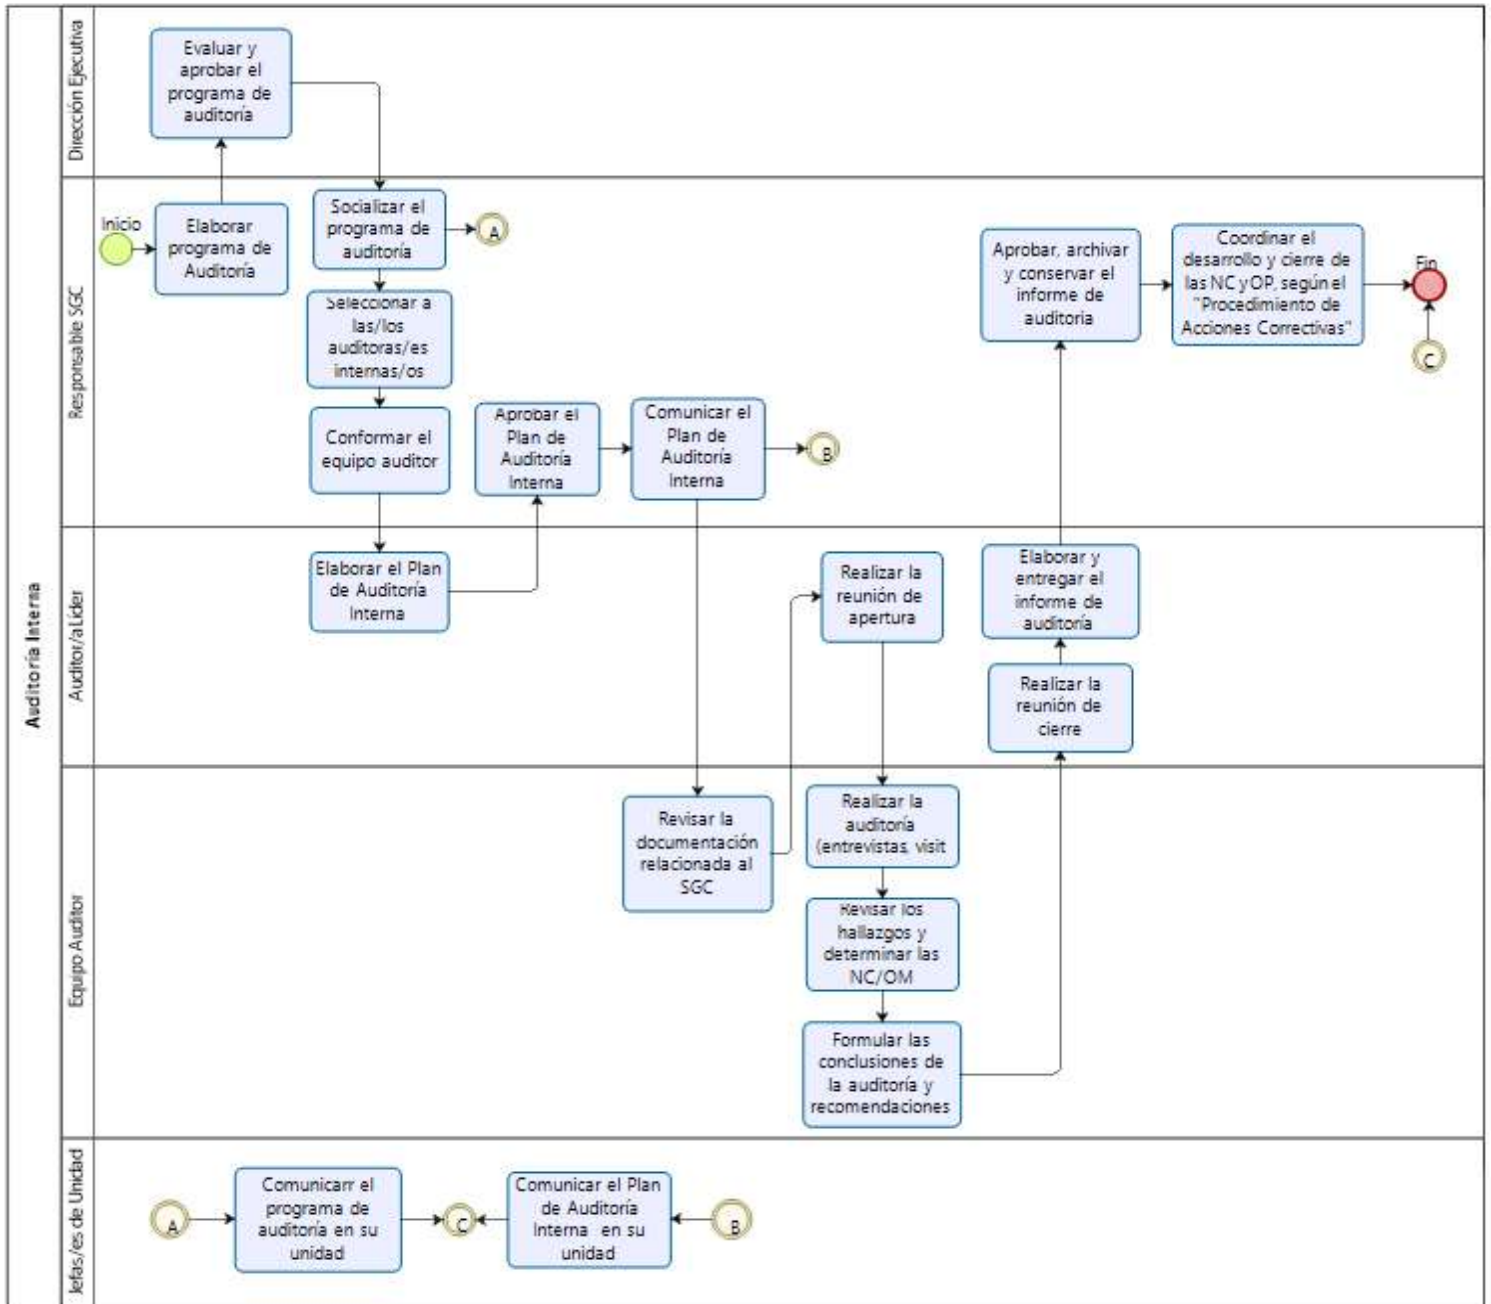 Auditoría Interna
Dirección Ejecutiva
Evaluar y
aprobar el
programa de
auditoría
Responsable SGC
Inicio
Elaborar
programa de
Auditoría
Socializar el
programa de
auditoría
A
Seleccionar a
las/los
auditoras/es
internas/os
Conformar el
equipo auditor
Aprobar el
Plan de
Auditoría
Interna
Comunicar el
Plan de
Auditoría
Interna
B
Aprobar, archivar
y conservar el
informe de
auditoria
Coordinar el
desarrollo y cierre de
las NC y OP, según el
"Procedimiento de
Acciones Correctivas"
Fin
C
Auditor/a Líder
Elaborar el Plan
de Auditoría
Interna
Realizar la
reunión de
apertura
Elaborar y
entregar el
informe de
auditoría
Realizar la
reunión de
cierre
Equipo Auditor
Revisar la
documentación
relacionada al
SGC
Realizar la
auditoría
(entrevistas, visit
Revisar los
hallazgos y
determinar las
NC/OM
Formular las
conclusiones de
la auditoría y
recomendaciones
Jefas/es de Unidad
A
Comunicarr el
programa de
auditoría en su
unidad
C
Comunicar el Plan
de Auditoría
Interna en su
unidad
B